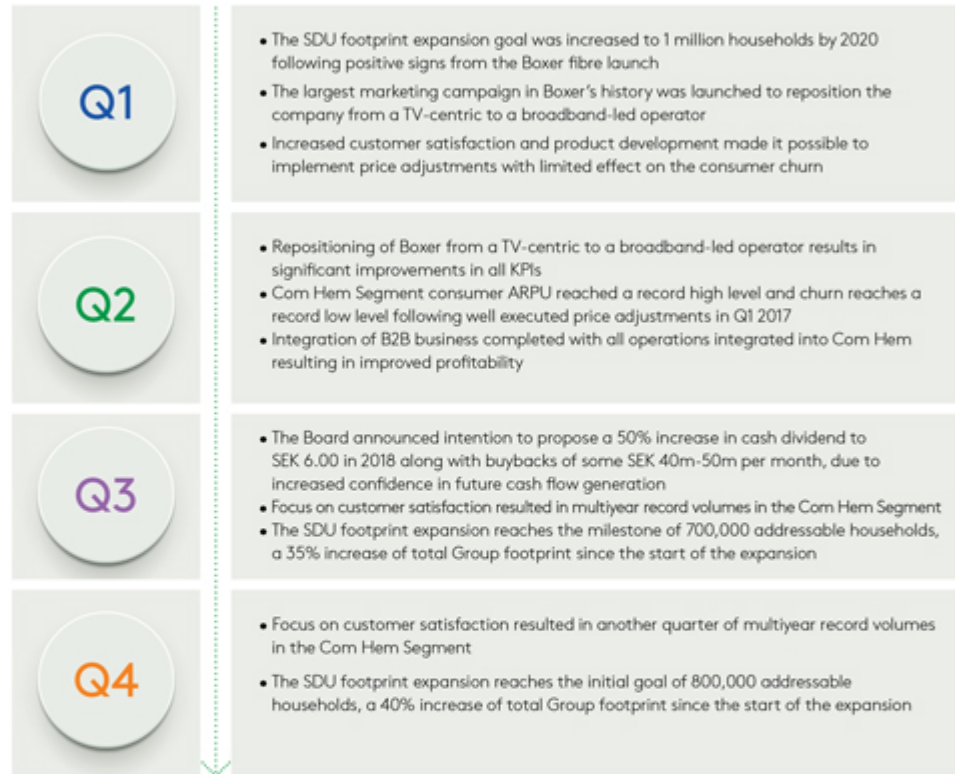 Q1
• The SDU footprint expansion goal was increased to 1 million households by 2020
following positive signs from the Boxer fibre launch
• The largest marketing campaign in Boxer's history was launched to reposition the
company from a TV-centric to a broadband-led operator
• Increased customer satisfaction and product development made it possible to
implement price adjustments with limited effect on the consumer churn
Q2
• Repositioning of Boxer from a TV-centric to a broadband-led operator results in
significant improvements in all KPIs
• Com Hem Segment consumer ARPU reached a record high level and churn reaches a
record low level following well executed price adjustments in Q1 2017
• Integration of B2B business completed with all operations integrated into Com Hem
resulting in improved profitability
Q3
• The Board announced intention to propose a 50% increase in cash dividend to
SEK 6.00 in 2018 along with buybacks of some SEK 40m-50m per month, due to
increased confidence in future cash flow generation
• Focus on customer satisfaction resulted in multiyear record volumes in the Com Hem Segment
• The SDU footprint expansion reaches the milestone of 700,000 addressable households,
a 35% increase of total Group footprint since the start of the expansion
Q4
• Focus on customer satisfaction resulted in another quarter of multiyear record volumes
in the Com Hem Segment
• The SDU footprint expansion reaches the initial goal of 800,000 addressable
households, a 40% increase of total Group footprint since the start of the expansion